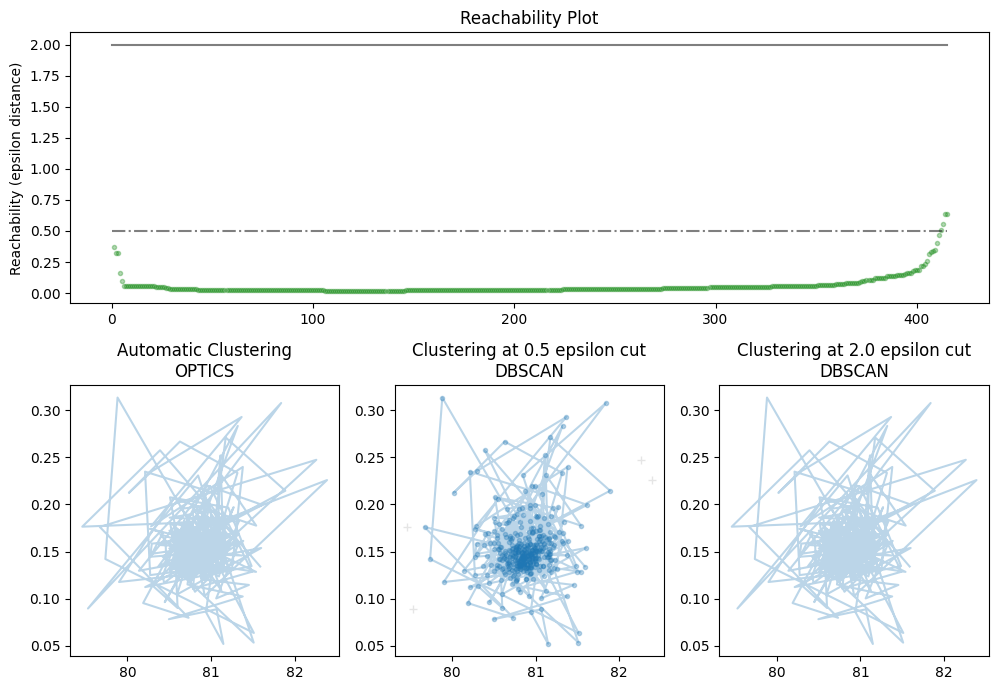 Reachability Plot
Reachability (epsilon distance)
2.00
1.75
1.50
1.25
1.00
0.75
0.50
0.25
0.00
0 100 200 300 400
Automatic Clustering
OPTICS
0.30
0.25
0.20
0.15
0.10
0.05
80 81 82
Clustering at 0.5 epsilon cut
DBSCAN
0.30
0.25
0.20
0.15
0.10
0.05
80 81 82
Clustering at 2.0 epsilon cut
DBSCAN
0.30
0.25
0.20
0.15
0.10
0.05
80 81 82